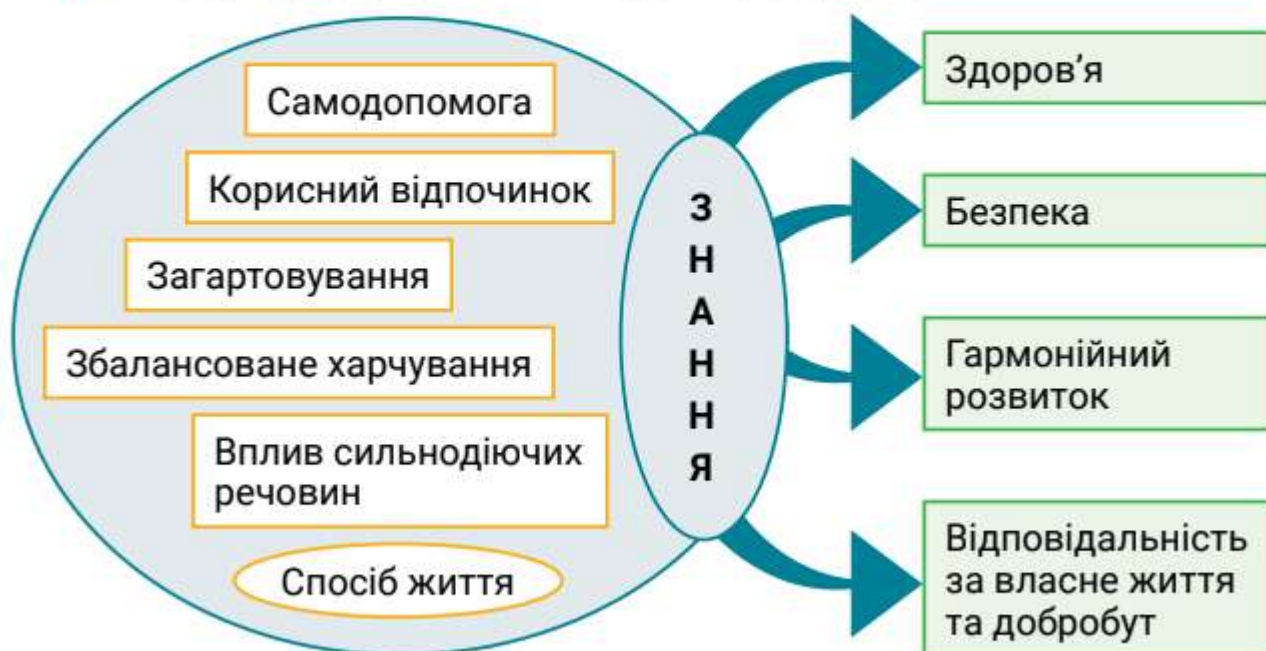 Самодопомога
Корисний відпочинок
Загартовування
Збалансоване харчування
Вплив сильнодіючих
речовин
Спосіб життя
З
Н
А
Н
Н
Я
Здоров’я
Безпека
Гармонійний
розвиток
Відповідальність
за власне життя
та добробут